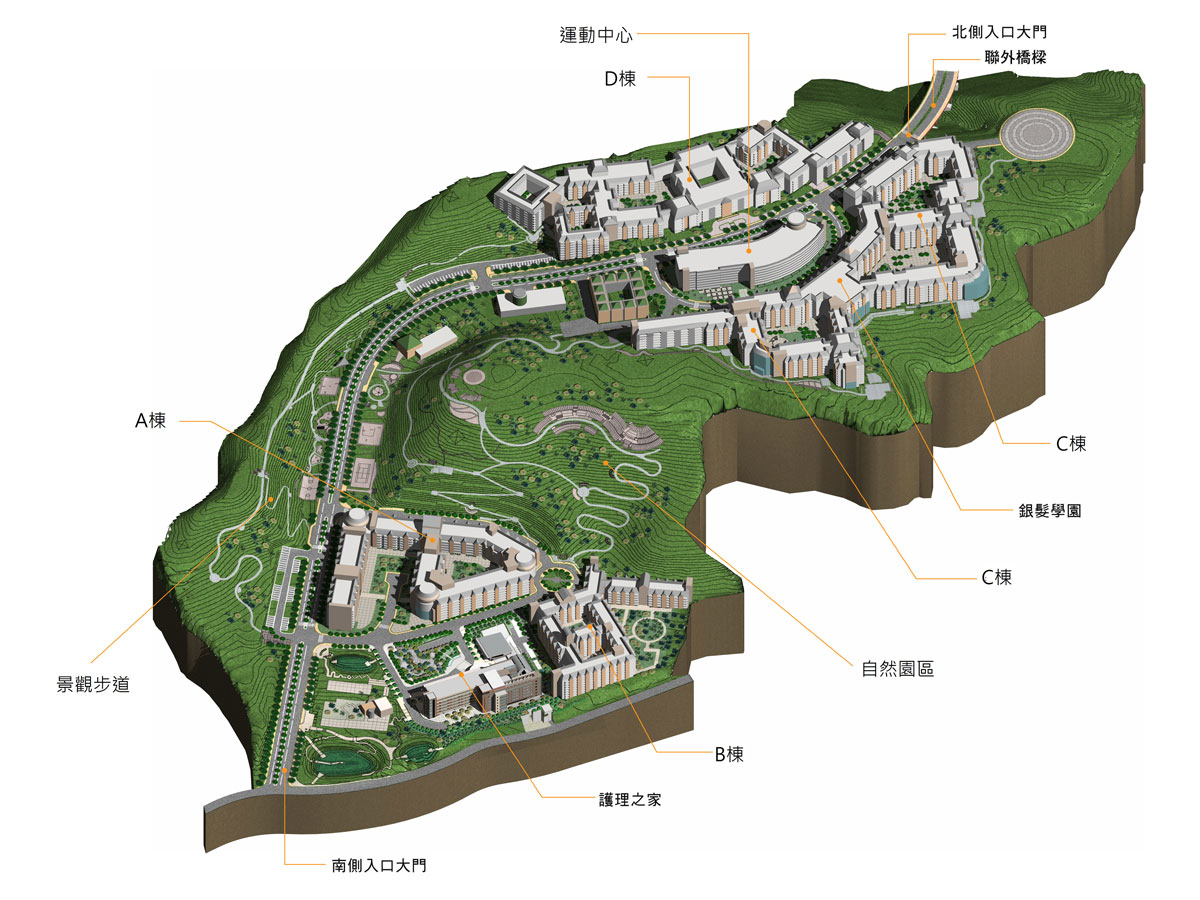 北側入口大門
運動中心
聯外橋樑
D棟
A棟
C棟
銀髮學園
C棟
自然園區
景觀步道
B棟
護理之家
南側入口大門